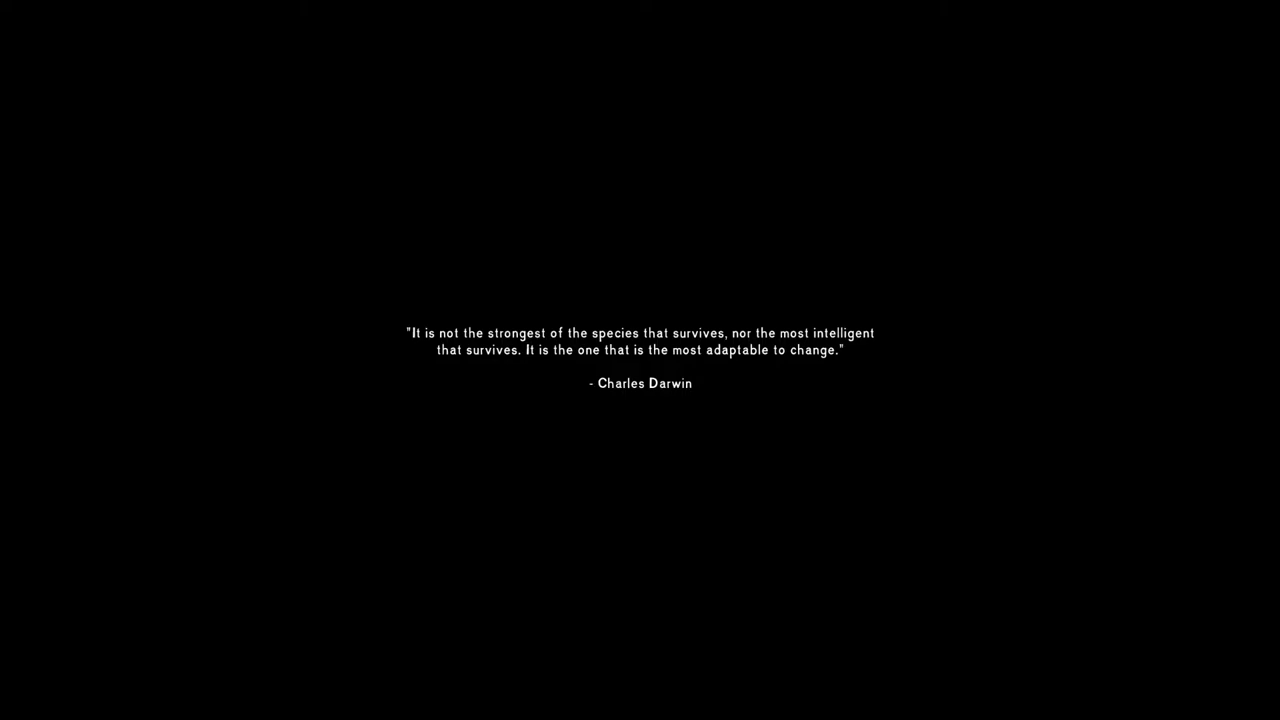 "It is not the strongest of the species that survives, nor the most intelligent
that survives. It is the one that is the most adaptable to change."
- Charles Darwin